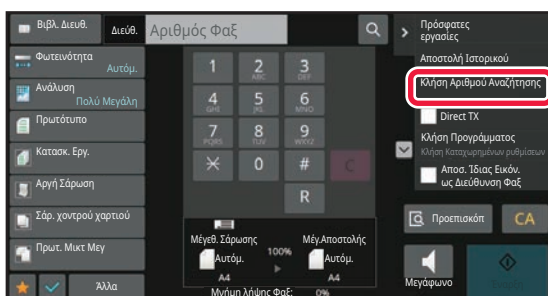 Βιβλ. Διευθ.
Διεύθ.
Αριθμός Φαξ
Φωτεινότητα
Αυτόμ.
Ανάλυση
Πολύ Μεγάλη
Πρωτότυπο
Κατασκ. Εργ.
Αργή Σάρωση
Σάρ. χοντρού χαρτιού
Πρωτ. Μικτ Μεγ
Άλλα
1
2
ABC
3
DEF
4
GHI
5
JKL
6
MNO
7
PQRS
8
TUV
9
WXYZ
0
#
C
R
Μέγεθ. Σάρωσης
100%
Μέγ.Αποστολής
Αυτόμ.
Αυτόμ.
A4
A4
Μνήμη λήψης Φαξ:
0%
Πρόσφατες
εργασίες
Αποστολή Ιστορικού
Κλήση Αριθμού Αναζήτησης
Direct TX
Κλήση Προγράμματος
Κλήση Καταχωρημένων ρυθμίσεων
Αποσ. Ίδιας Εικόν.
ως Διεύθυνση Φαξ
Προεπισκόπ
CA
Μεγάφωνο